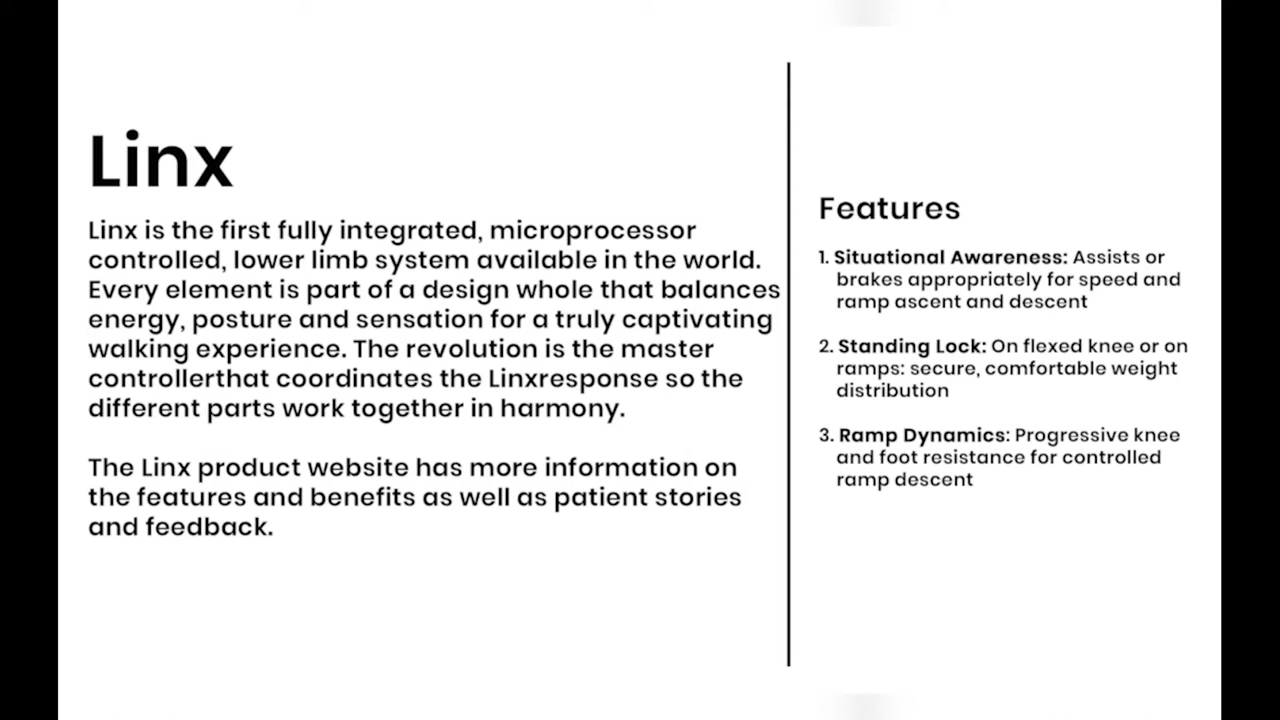 Linx
Linx is the first fully integrated, microprocessor
controlled, lower limb system available in the world.
Every element is part of a design whole that balances
energy, posture and sensation for a truly captivating
walking experience. The revolution is the master
controllerthat coordinates the Linxresponse so the
different parts work together in harmony.
The Linx product website has more information on
the features and benefits as well as patient stories
and feedback.
Features
1. Situational Awareness: Assists or
brakes appropriately for speed and
ramp ascent and descent
2. Standing Lock: On flexed knee or on
ramps: secure, comfortable weight
distribution
3. Ramp Dynamics: Progressive knee
and foot resistance for controlled
ramp descent